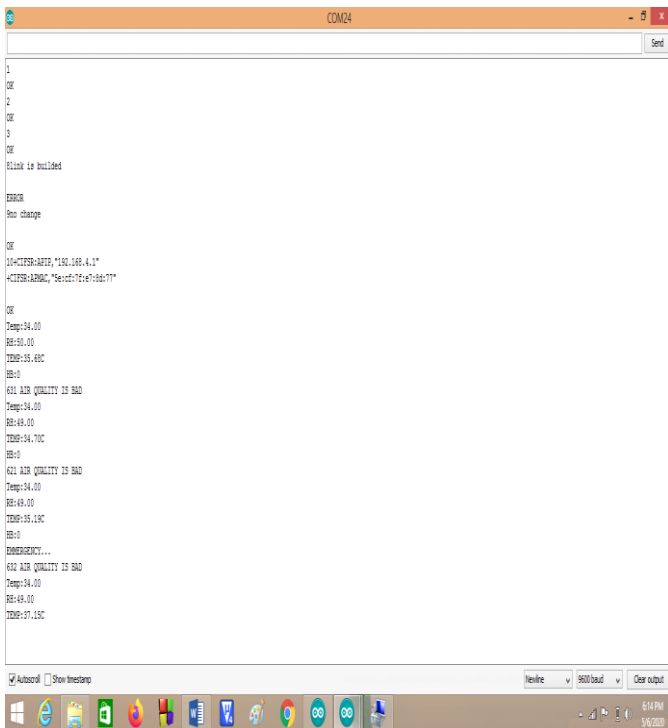 COM24
Send
1
OK
2
OK
3
OK
8link is builded
ERROR
9no change
OK
10+CIFSR:APIP,"192.168.4.1"
+CIFSR:APMAC,"5e:cf:7f:e7:8d:77"
OK
Temp:34.00
RH:50.00
TEMP:35.68C
HB:0
631 AIR QUALITY IS BAD
Temp:34.00
RH:49.00
TEMP:34.70C
HB:0
621 AIR QUALITY IS BAD
Temp:34.00
RH:49.00
TEMP:35.19C
HB:0
EMMERGENCY...
632 AIR QUALITY IS BAD
Temp:34.00
RH:49.00
TEMP:37.15C
Autoscroll Show timestamp Newline 9600 baud Clear output
6:14 PM
5/6/2020